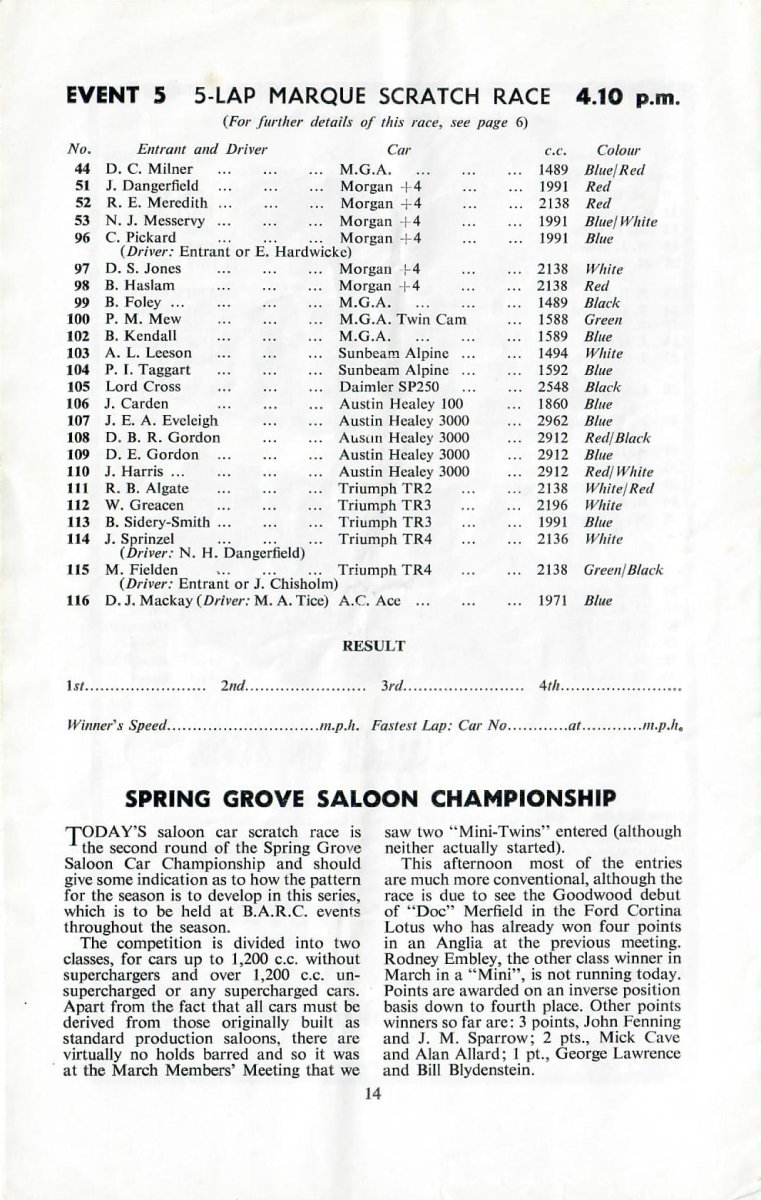 EVENT 5 5-LAP MARQUE SCRATCH RACE 4.10 p.m.
(For further details of this race, see page 6)
No. Entrant and Driver Car c.c. Colour
44 D. C. Milner ... ... ... M.G.A. ... ... ... 1489 Blue/Red
51 J. Dangerfield ... ... ... Morgan +4 ... ... 1991 Red
52 R. E. Meredith ... ... ... Morgan +4 ... ... 2138 Red
53 N. J. Messervy ... ... ... Morgan +4 ... ... 1991 Blue/White
96 C. Pickard ... ... ... Morgan +4 ... ... 1991 Blue
(Driver: Entrant or E. Hardwicke)
97 D. S. Jones ... ... ... Morgan +4 ... ... 2138 White
98 B. Haslam ... ... ... Morgan +4 ... ... 2138 Red
99 B. Foley ... ... ... ... M.G.A. ... ... ... 1489 Black
100 P. M. Mew ... ... ... M.G.A. Twin Cam ... 1588 Green
102 B. Kendall ... ... ... M.G.A. ... ... ... 1589 Blue
103 A. L. Leeson ... ... ... Sunbeam Alpine ... ... 1494 White
104 P. I. Taggart ... ... ... Sunbeam Alpine ... ... 1592 Blue
105 Lord Cross ... ... ... Daimler SP250 ... ... 2548 Black
106 J. Carden ... ... ... Austin Healey 100 ... 1860 Blue
107 J. E. A. Eveleigh ... ... Austin Healey 3000 ... 2962 Blue
108 D. B. R. Gordon ... ... Austin Healey 3000 ... 2912 Red/Black
109 D. E. Gordon ... ... ... Austin Healey 3000 ... 2912 Blue
110 J. Harris ... ... ... ... Austin Healey 3000 ... 2912 Red/White
111 R. B. Algate ... ... ... Triumph TR2 ... ... 2138 White/Red
112 W. Greacen ... ... ... Triumph TR3 ... ... 2196 White
113 B. Sidery-Smith ... ... ... Triumph TR3 ... ... 1991 Blue
114 J. Sprinzel ... ... ... Triumph TR4 ... ... 2136 White
(Driver: N. H. Dangerfield)
115 M. Fielden ... ... ... Triumph TR4 ... ... 2138 Green/Black
(Driver: Entrant or J. Chisholm)
116 D. J. Mackay (Driver: M. A. Tice) A.C. Ace ... ... ... 1971 Blue
RESULT
1st........................ 2nd........................ 3rd........................ 4th........................
Winner's Speed..............................m.p.h. Fastest Lap: Car No............at............m.p.h.
SPRING GROVE SALOON CHAMPIONSHIP
TODAY'S saloon car scratch race is
the second round of the Spring Grove
Saloon Car Championship and should
give some indication as to how the pattern
for the season is to develop in this series,
which is to be held at B.A.R.C. events
throughout the season.
The competition is divided into two
classes, for cars up to 1,200 c.c. without
superchargers and over 1,200 c.c. un-
supercharged or any supercharged cars.
Apart from the fact that all cars must be
derived from those originally built as
standard production saloons, there are
virtually no holds barred and so it was
at the March Members' Meeting that we
saw two "Mini-Twins" entered (although
neither actually started).
This afternoon most of the entries
are much more conventional, although the
race is due to see the Goodwood debut
of "Doc" Merfield in the Ford Cortina
Lotus who has already won four points
in an Anglia at the previous meeting.
Rodney Embley, the other class winner in
March in a "Mini", is not running today.
Points are awarded on an inverse position
basis down to fourth place. Other points
winners so far are: 3 points, John Fenning
and J. M. Sparrow; 2 pts., Mick Cave
and Alan Allard; 1 pt., George Lawrence
and Bill Blydenstein.
14